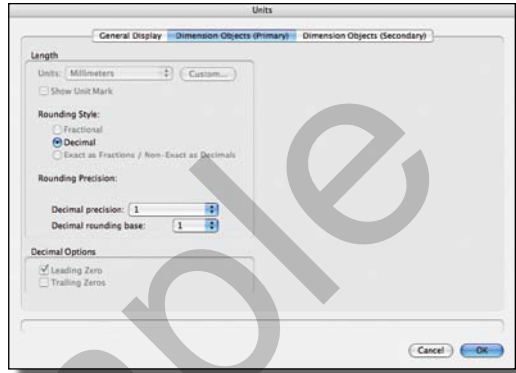 Units
General Display Dimension Objects (Primary) Dimension Objects (Secondary)
Length
Units: Millimeters Custom...
Show Unit Mark
Rounding Style:
Fractional
Decimal
Exact as Fractions / Non-Exact as Decimals
Rounding Precision:
Decimal precision: 1
Decimal rounding base: 1
Decimal Options
Leading Zero
Trailing Zeros
Cancel OK
ple